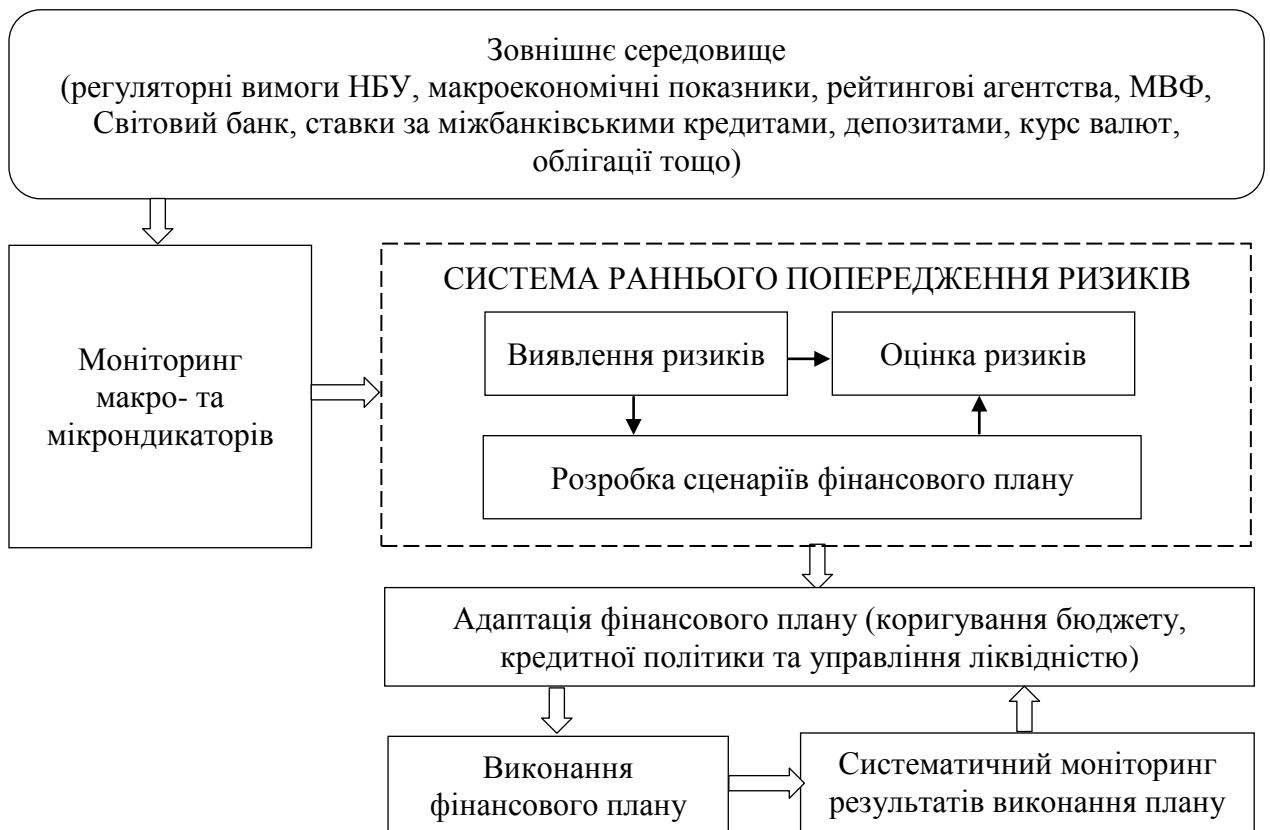 Зовнішнє середовище
(регуляторні вимоги НБУ, макроекономічні показники, рейтингові агентства, МВФ,
Світовий банк, ставки за міжбанківськими кредитами, депозитами, курс валют,
облігації тощо)
Моніторинг
макро- та
мікрондикаторів
СИСТЕМА РАННЬОГО ПОПЕРЕДЖЕННЯ РИЗИКІВ
Виявлення ризиків
Оцінка ризиків
Розробка сценаріїв фінансового плану
Адаптація фінансового плану (коригування бюджету,
кредитної політики та управління ліквідністю)
Виконання
фінансового плану
Систематичний моніторинг
результатів виконання плану